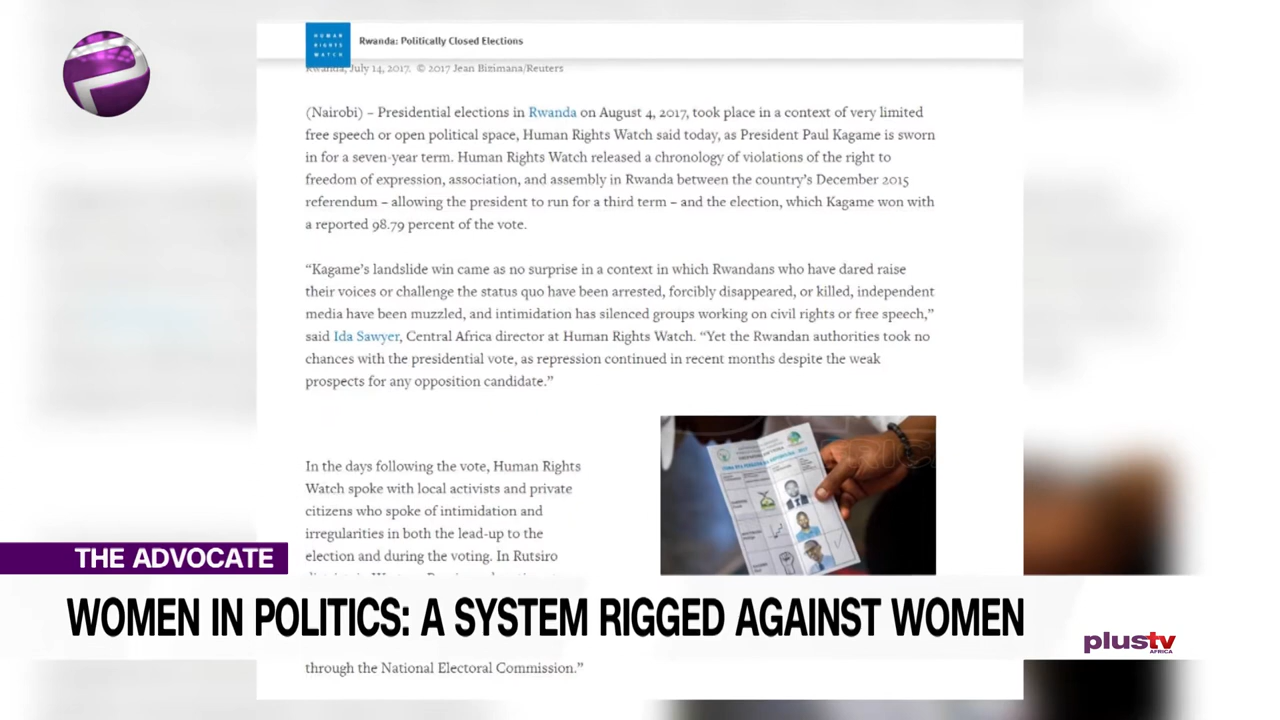 HUMAN
RIGHTS
WATCH
Rwanda: Politically Closed Elections
Rwanda, July 14, 2017. © 2017 Jean Bizimana/Reuters
(Nairobi) – Presidential elections in Rwanda on August 4, 2017, took place in a context of very limited
free speech or open political space, Human Rights Watch said today, as President Paul Kagame is sworn
in for a seven-year term. Human Rights Watch released a chronology of violations of the right to
freedom of expression, association, and assembly in Rwanda between the country's December 2015
referendum – allowing the president to run for a third term – and the election, which Kagame won with
a reported 98.79 percent of the vote.
“Kagame's landslide win came as no surprise in a context in which Rwandans who have dared raise
their voices or challenge the status quo have been arrested, forcibly disappeared, or killed, independent
media have been muzzled, and intimidation has silenced groups working on civil rights or free speech,”
said Ida Sawyer, Central Africa director at Human Rights Watch. “Yet the Rwandan authorities took no
chances with the presidential vote, as repression continued in recent months despite the weak
prospects for any opposition candidate.”
In the days following the vote, Human Rights
Watch spoke with local activists and private
citizens who spoke of intimidation and
irregularities in both the lead-up to the
election and during the voting. In Rutsiro
THE ADVOCATE
WOMEN IN POLITICS: A SYSTEM RIGGED AGAINST WOMEN
plustv
AFRICA
through the National Electoral Commission.”